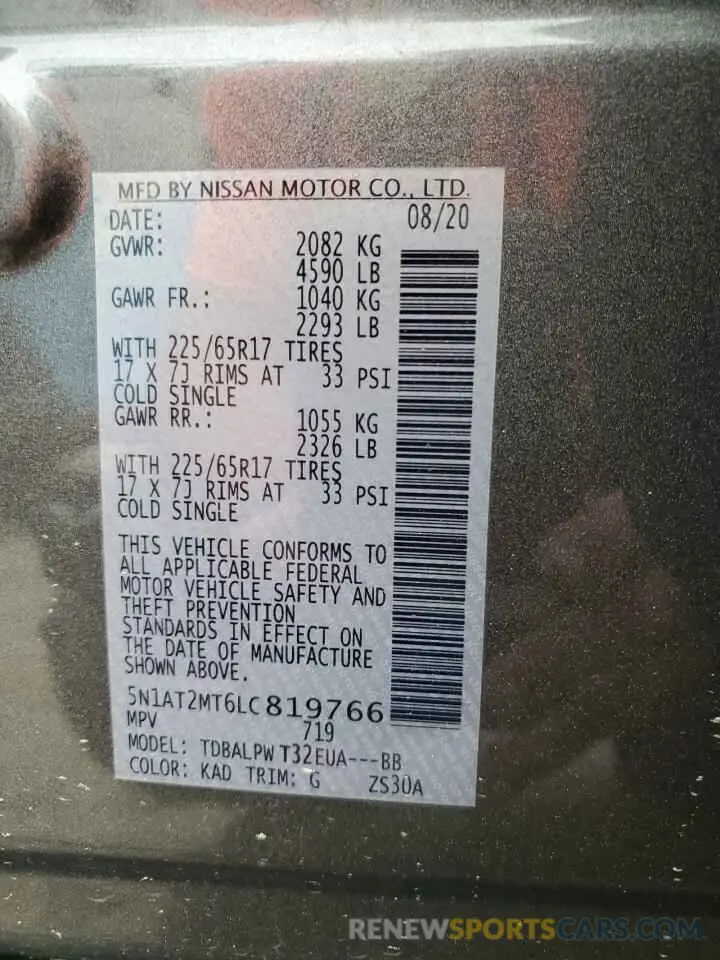 MFD BY NISSAN MOTOR CO., LTD.
DATE: 08/20
GVWR: 2082 KG
4590 LB
GAWR FR.: 1040 KG
2293 LB
WITH 225/65R17 TIRES
17 X 7J RIMS AT 33 PSI
COLD SINGLE
GAWR RR.: 1055 KG
2326 LB
WITH 225/65R17 TIRES
17 X 7J RIMS AT 33 PSI
COLD SINGLE
THIS VEHICLE CONFORMS TO
ALL APPLICABLE FEDERAL
MOTOR VEHICLE SAFETY AND
THEFT PREVENTION
STANDARDS IN EFFECT ON
THE DATE OF MANUFACTURE
SHOWN ABOVE.
5N1AT2MT6LC819766
MPV 719
MODEL: TDBALPWT32EUA---BB
COLOR: KAD TRIM: G ZS30A
RENEWSPORTSCARS.COM